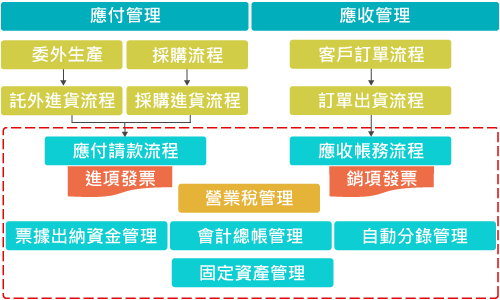 應付管理
應收管理
委外生產
採購流程
客戶訂單流程
託外進貨流程
採購進貨流程
訂單出貨流程
應付請款流程
應收帳務流程
進項發票
銷項發票
營業稅管理
票據出納資金管理
會計總帳管理
自動分錄管理
固定資產管理